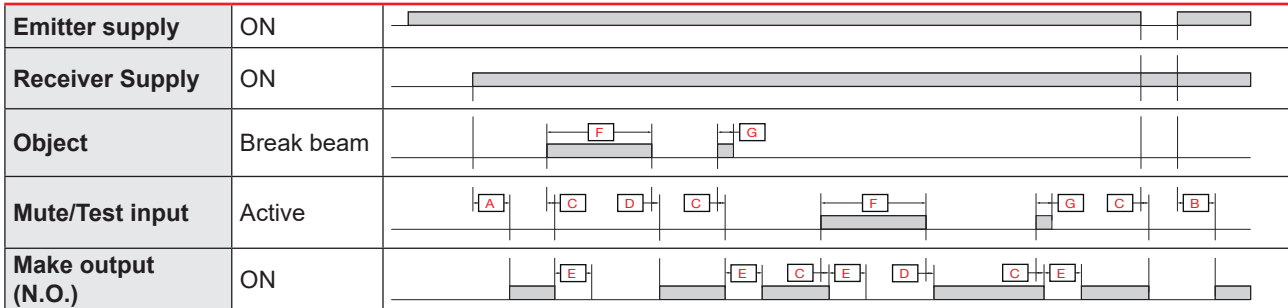 Emitter supply ON
Receiver Supply ON
Object Break beam F G
Mute/Test input Active A C D C F G C B
Make output
(N.O.) ON E E C E D C E